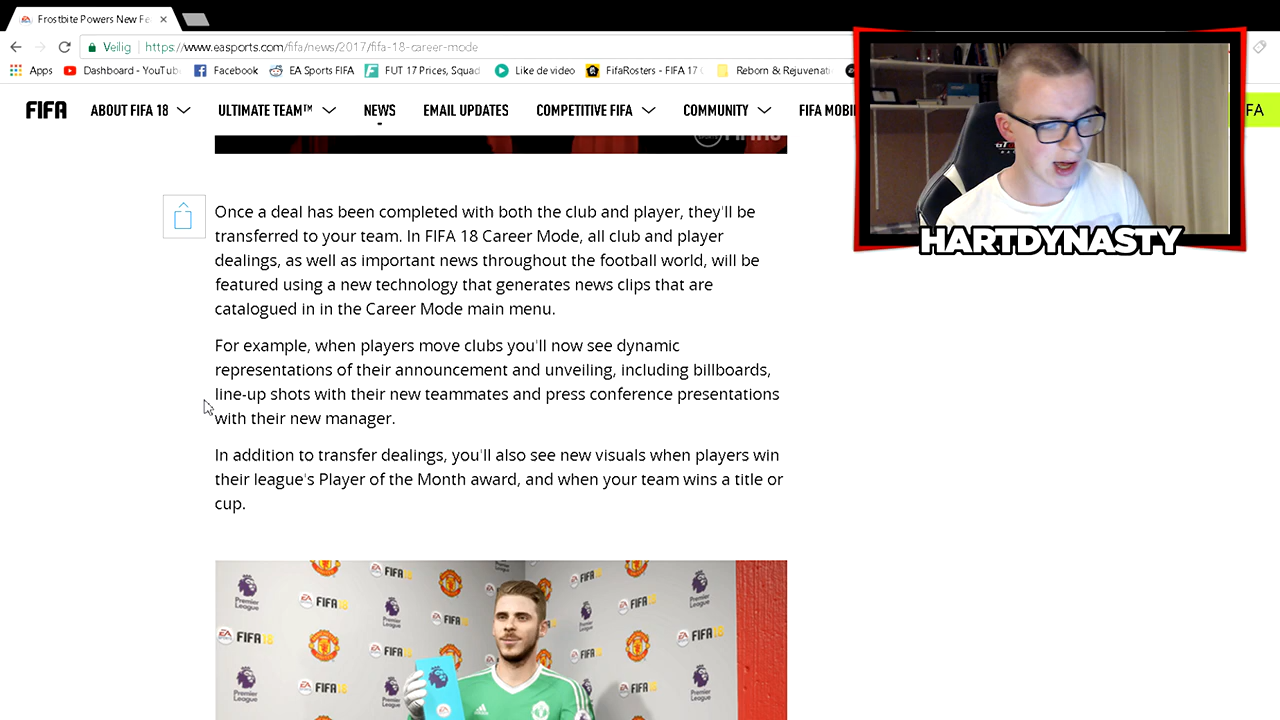 Frostbite Powers New Fe
Veilig https://www.easports.com/fifa/news/2017/fifa-18-career-mode
Apps Dashboard - YouTub Facebook EA Sports FIFA FUT 17 Prices, Squad Like de video FifaRosters - FIFA 17 Reborn & Rejuvenati
FIFA ABOUT FIFA 18 ULTIMATE TEAM™ NEWS EMAIL UPDATES COMPETITIVE FIFA COMMUNITY FIFA MOBIL FA
HARTDYNASTY
Once a deal has been completed with both the club and player, they'll be
transferred to your team. In FIFA 18 Career Mode, all club and player
dealings, as well as important news throughout the football world, will be
featured using a new technology that generates news clips that are
catalogued in in the Career Mode main menu.
For example, when players move clubs you'll now see dynamic
representations of their announcement and unveiling, including billboards,
line-up shots with their new teammates and press conference presentations
with their new manager.
In addition to transfer dealings, you'll also see new visuals when players win
their league's Player of the Month award, and when your team wins a title or
cup.
Premier League
EA SPORTS FIFA 18